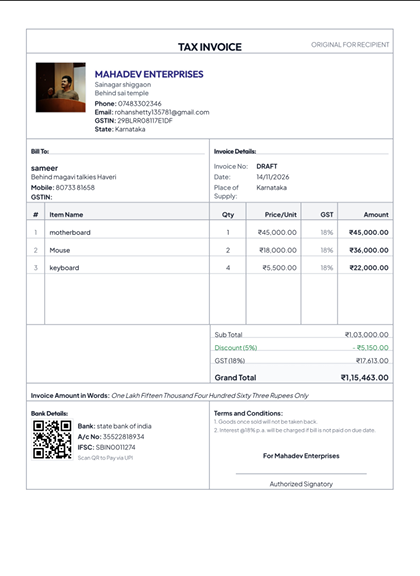 TAX INVOICE
ORIGINAL FOR RECIPIENT
MAHADEV ENTERPRISES
Sainagar shiggaon
Behind sai temple
Phone: 07483302346
Email: rohanshetty135781@gmail.com
GSTIN: 29BLRR08117E1DF
State: Karnataka
Bill To:
sameer
Behind magavi talkies Haveri
Mobile: 80733 81658
GSTIN:
Invoice Details:
Invoice No: DRAFT
Date: 14/11/2026
Place of Supply: Karnataka
# Item Name Qty Price/Unit GST Amount
1 motherboard 1 ₹45,000.00 18% ₹45,000.00
2 Mouse 2 ₹18,000.00 18% ₹36,000.00
3 keyboard 4 ₹5,500.00 18% ₹22,000.00
Sub Total ₹1,03,000.00
Discount (5%) - ₹5,150.00
GST (18%) ₹17,613.00
Grand Total ₹1,15,463.00
Invoice Amount in Words: One Lakh Fifteen Thousand Four Hundred Sixty Three Rupees Only
Bank Details:
Bank: state bank of india
A/c No: 35522818934
IFSC: SBIN0011274
Scan QR to Pay via UPI
Terms and Conditions:
1. Goods once sold will not be taken back.
2. Interest @18% p.a. will be charged if bill is not paid on due date.
For Mahadev Enterprises
Authorized Signatory